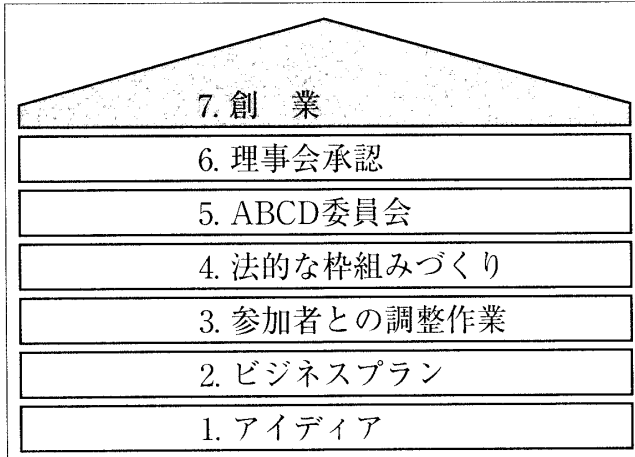 7. 創　業
6. 理事会承認
5. ABCD委員会
4. 法的な枠組みづくり
3. 参加者との調整作業
2. ビジネスプラン
1. アイディア